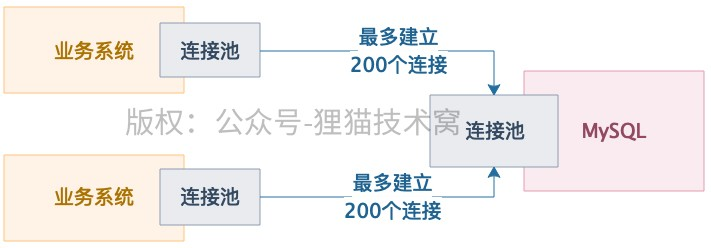 业务系统
连接池
最多建立
200个连接
版权：公众号-狸猫技术窝
连接池
MySQL
业务系统
连接池
最多建立
200个连接